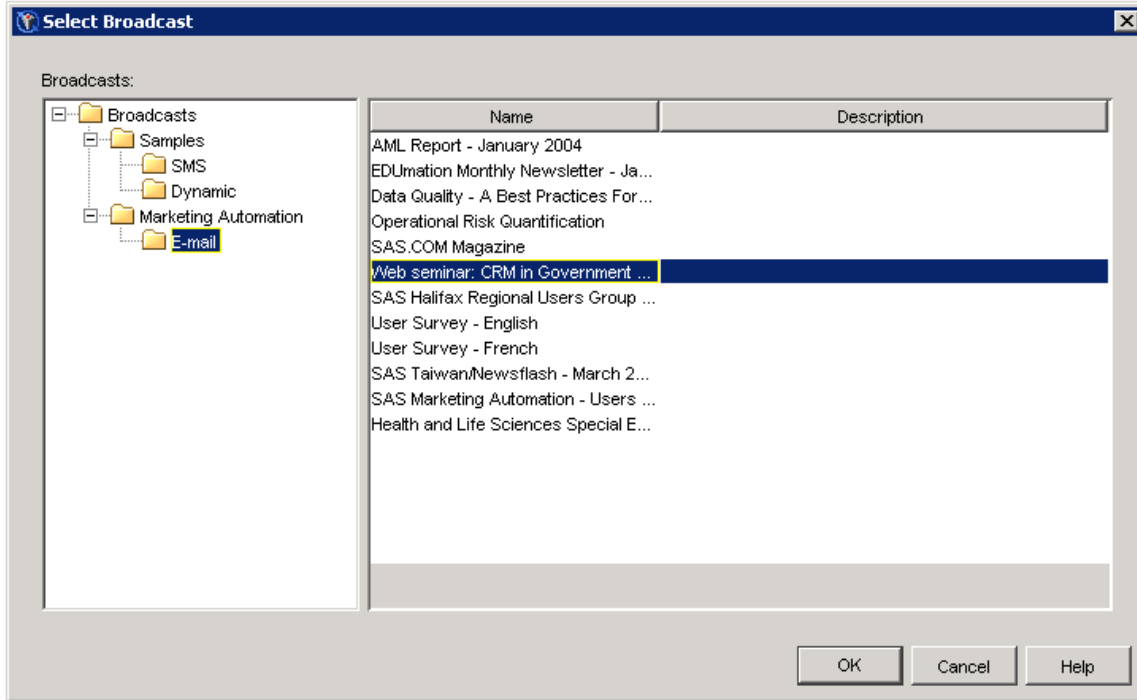 Select Broadcast
Broadcasts:
Broadcasts
Samples
SMS
Dynamic
Marketing Automation
E-mail
Name Description
AML Report - January 2004
EDUmation Monthly Newsletter - Ja...
Data Quality - A Best Practices For...
Operational Risk Quantification
SAS.COM Magazine
Web seminar: CRM in Government ...
SAS Halifax Regional Users Group ...
User Survey - English
User Survey - French
SAS Taiwan/Newsflash - March 2...
SAS Marketing Automation - Users ...
Health and Life Sciences Special E...
OK Cancel Help